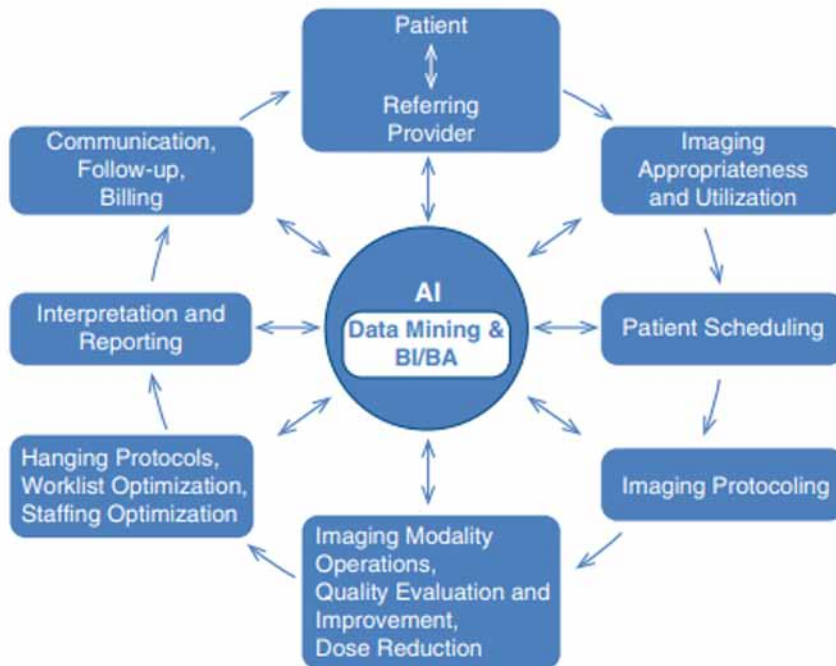 Patient
Referring
Provider
Imaging
Appropriateness
and Utilization
Patient Scheduling
Imaging Protocoling
Imaging Modality
Operations,
Quality Evaluation and
Improvement,
Dose Reduction
Hanging Protocols,
Worklist Optimization,
Staffing Optimization
Interpretation and
Reporting
Communication,
Follow-up,
Billing
AI
Data Mining &
BI/BA